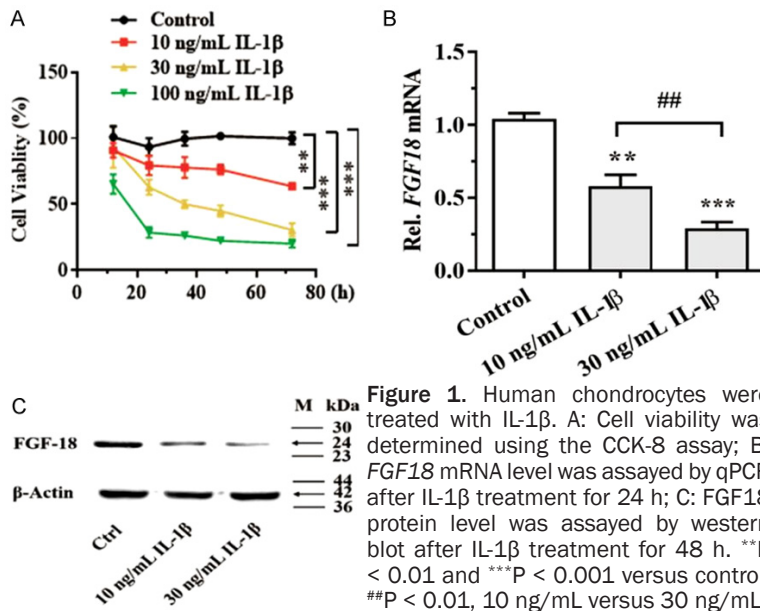 A
Control
10 ng/mL IL-1β
30 ng/mL IL-1β
100 ng/mL IL-1β
150
100
50
0
Cell Viablity (%)
0 20 40 60 80 (h)
**
***
***
B
1.5
1.0
0.5
0.0
Rel. FGF18 mRNA
##
**
***
Control
10 ng/mL IL-1β
30 ng/mL IL-1β
C
M kDa
FGF-18
30
24
23
β-Actin
44
42
36
Ctrl
10 ng/mL IL-1β
30 ng/mL IL-1β
Figure 1. Human chondrocytes were
treated with IL-1β. A: Cell viability was
determined using the CCK-8 assay; B
FGF18 mRNA level was assayed by qPCR
after IL-1β treatment for 24 h; C: FGF18
protein level was assayed by western
blot after IL-1β treatment for 48 h. **P
< 0.01 and ***P < 0.001 versus control
##P < 0.01, 10 ng/mL versus 30 ng/mL